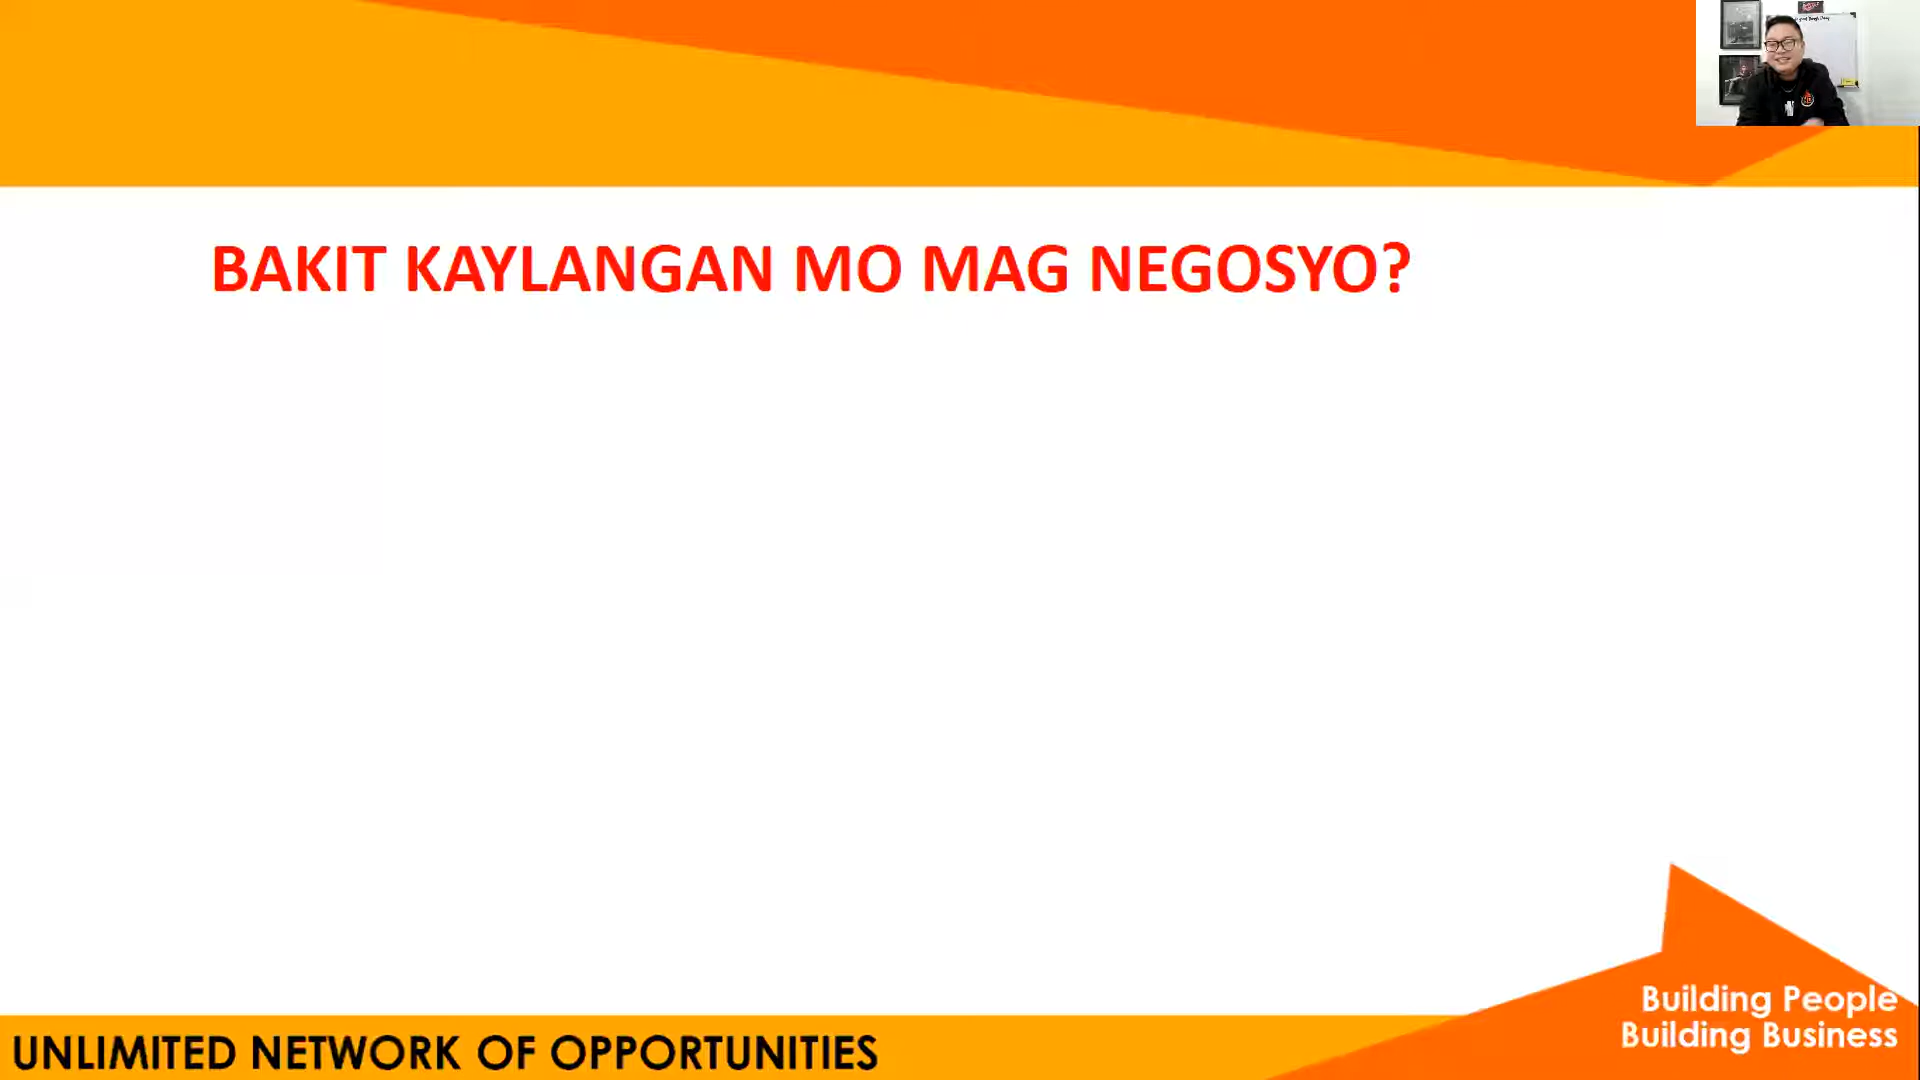 BAKIT KAYLANGAN MO MAG NEGOSYO?
Building People
Building Business
UNLIMITED NETWORK OF OPPORTUNITIES